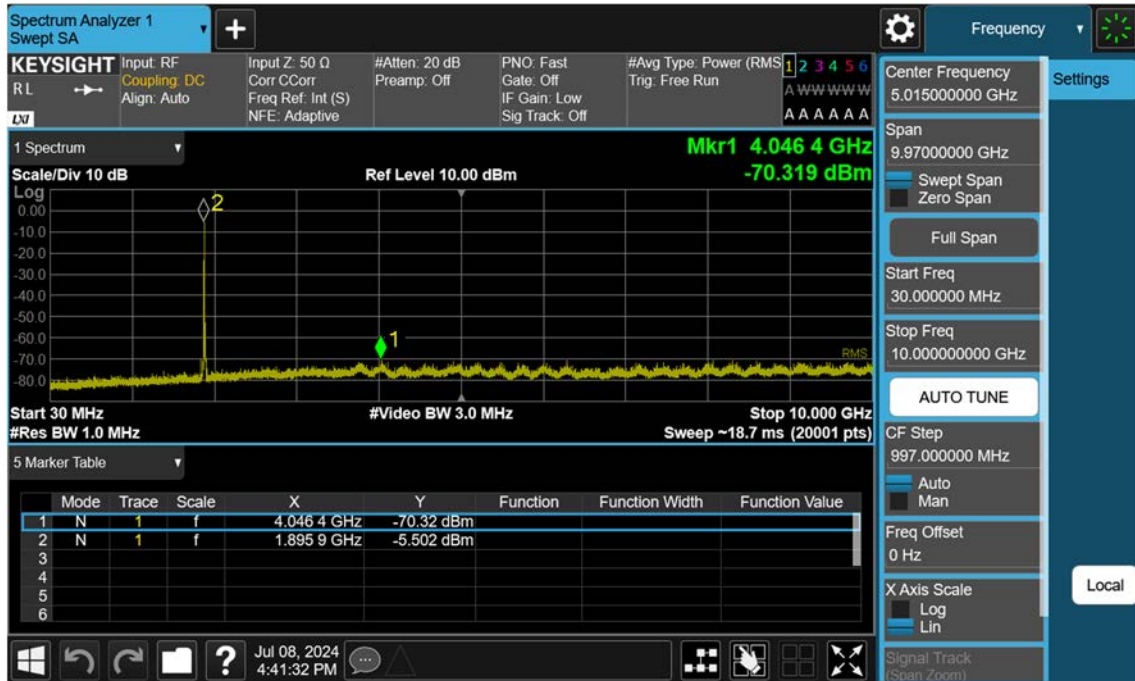 Spectrum Analyzer 1
Swept SA
+
Frequency
KEYSIGHT
R L
LXI
Input: RF
Coupling: DC
Align: Auto
Input Z: 50 Ω
Corr CCorr
Freq Ref: Int (S)
NFE: Adaptive
#Atten: 20 dB
Preamp: Off
PNO: Fast
Gate: Off
IF Gain: Low
Sig Track: Off
#Avg Type: Power (RMS
Trig: Free Run
1 2 3 4 5 6
A W W W W W
A A A A A A
1 Spectrum
Mkr1 4.046 4 GHz
Scale/Div 10 dB
Ref Level 10.00 dBm
-70.319 dBm
Log
0.00
-10.0
-20.0
-30.0
-40.0
-50.0
-60.0
-70.0
-80.0
2
1
RMS
Start 30 MHz
#Video BW 3.0 MHz
Stop 10.000 GHz
#Res BW 1.0 MHz
Sweep ~18.7 ms (20001 pts)
5 Marker Table
Mode Trace Scale X Y Function Function Width Function Value
1 N 1 f 4.046 4 GHz -70.32 dBm
2 N 1 f 1.895 9 GHz -5.502 dBm
3
4
5
6
Center Frequency
5.015000000 GHz
Settings
Span
9.97000000 GHz
Swept Span
Zero Span
Full Span
Start Freq
30.000000 MHz
Stop Freq
10.000000000 GHz
AUTO TUNE
CF Step
997.000000 MHz
Auto
Man
Freq Offset
0 Hz
X Axis Scale
Log
Lin
Local
Signal Track
(Span Zoom)
?
Jul 08, 2024
4:41:32 PM